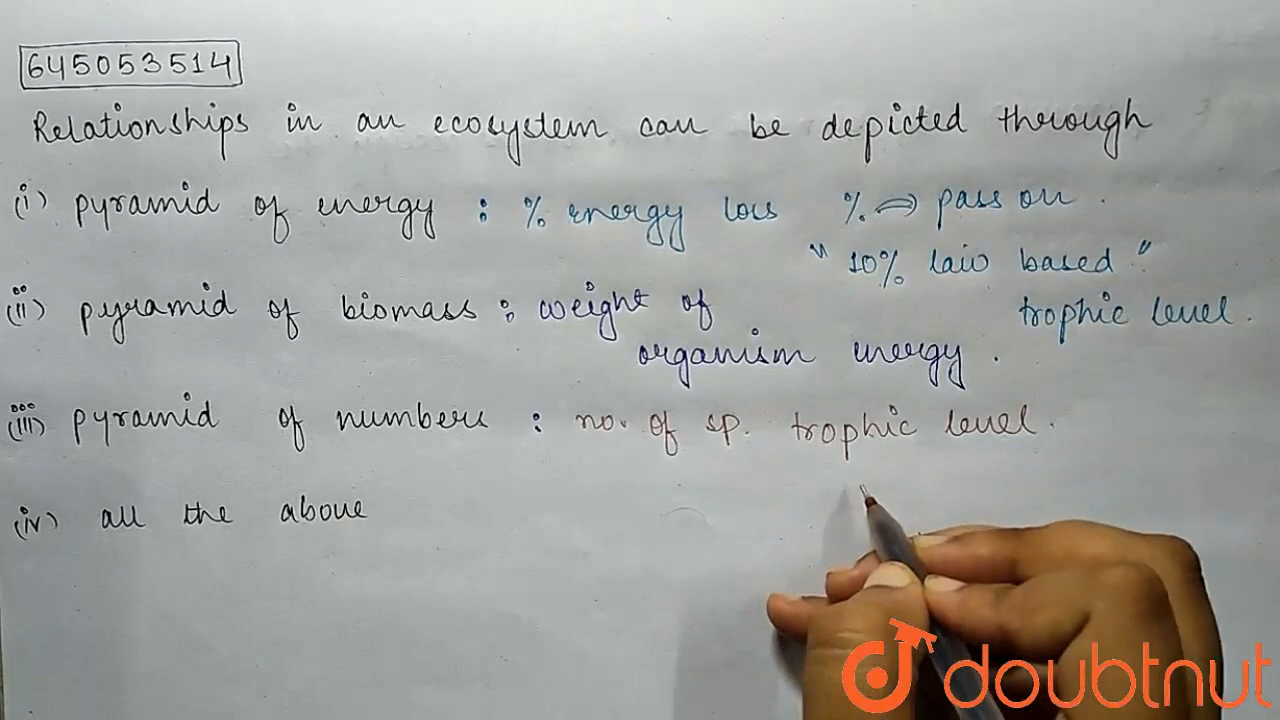 645053514
Relationships in an ecosystem can be depicted through
(i) pyramid of energy : % energy loss % ⇒ pass on.
"10% law based"
trophic level.
(ii) pyramid of biomass : weight of
organism energy.
(iii) pyramid of numbers : no. of sp. trophic level.
(iv) all the above
doubtnut